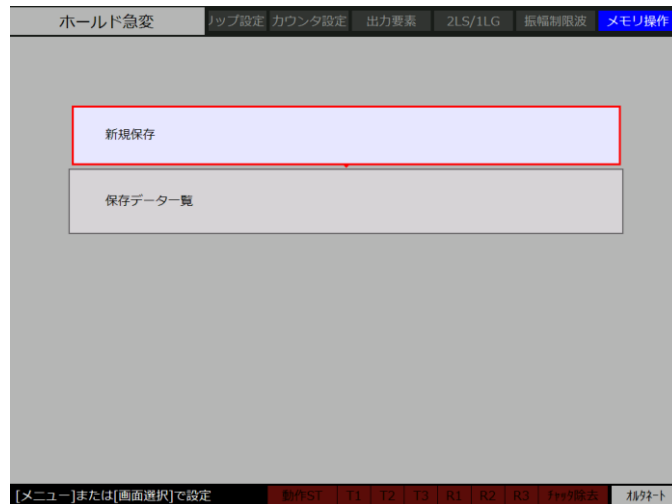 ホールド急変 ップ設定 カウンタ設定 出力要素 2LS/1LG 振幅制限波 メモリ操作
新規保存
保存データ一覧
[メニュー]または[画面選択]で設定 動作ST T1 T2 T3 R1 R2 R3 ﾁｬｯﾀ除去 ｵﾙﾀﾈｰﾄ